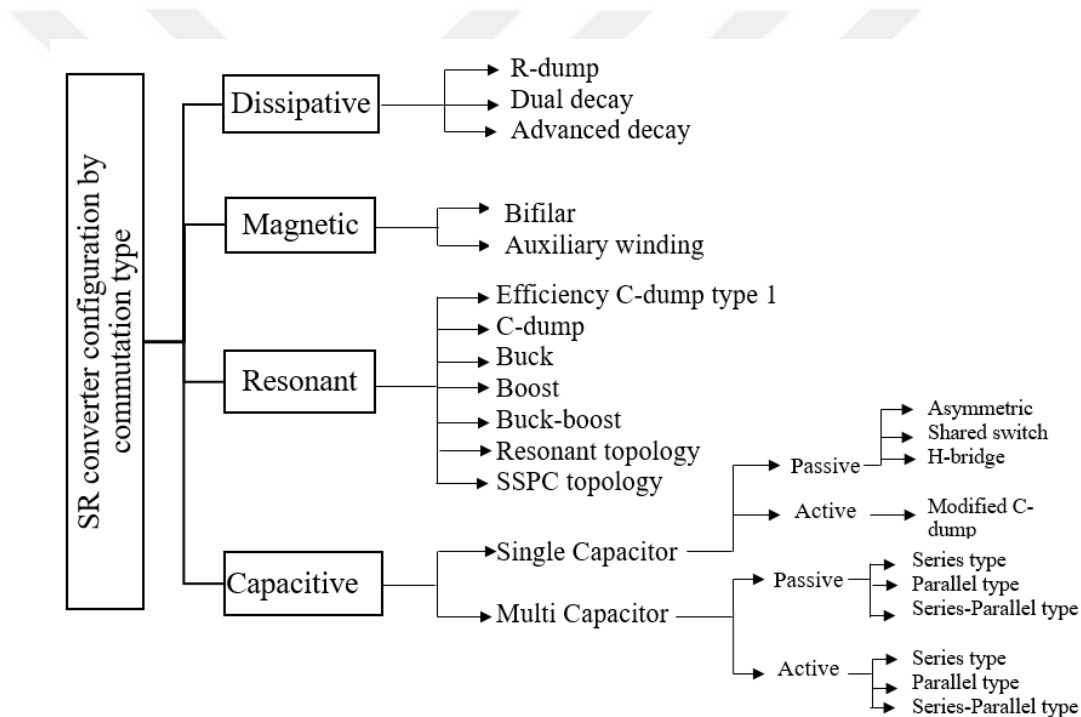 SR converter configuration by
commutation type
Dissipative
R-dump
Dual decay
Advanced decay
Magnetic
Bifilar
Auxiliary winding
Resonant
Efficiency C-dump type 1
C-dump
Buck
Boost
Buck-boost
Resonant topology
SSPC topology
Capacitive
Single Capacitor
Passive
Asymmetric
Shared switch
H-bridge
Active
Modified C-
dump
Multi Capacitor
Passive
Series type
Parallel type
Series-Parallel type
Active
Series type
Parallel type
Series-Parallel type